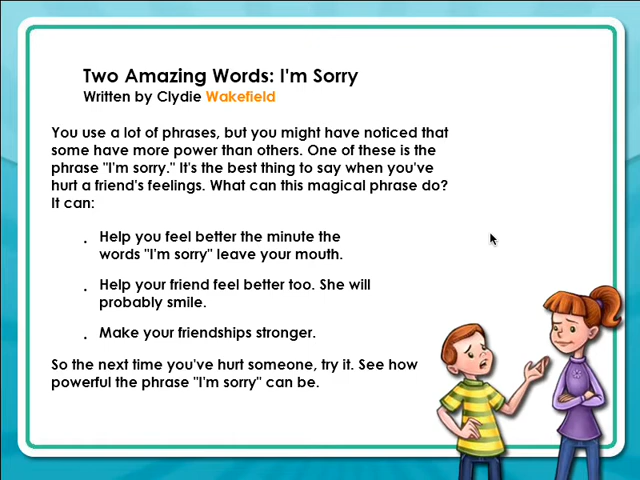 Two Amazing Words: I'm Sorry
Written by Clydie Wakefield
You use a lot of phrases, but you might have noticed that
some have more power than others. One of these is the
phrase "I'm sorry." It's the best thing to say when you've
hurt a friend's feelings. What can this magical phrase do?
It can:
. Help you feel better the minute the
words "I'm sorry" leave your mouth.
. Help your friend feel better too. She will
probably smile.
. Make your friendships stronger.
So the next time you've hurt someone, try it. See how
powerful the phrase "I'm sorry" can be.